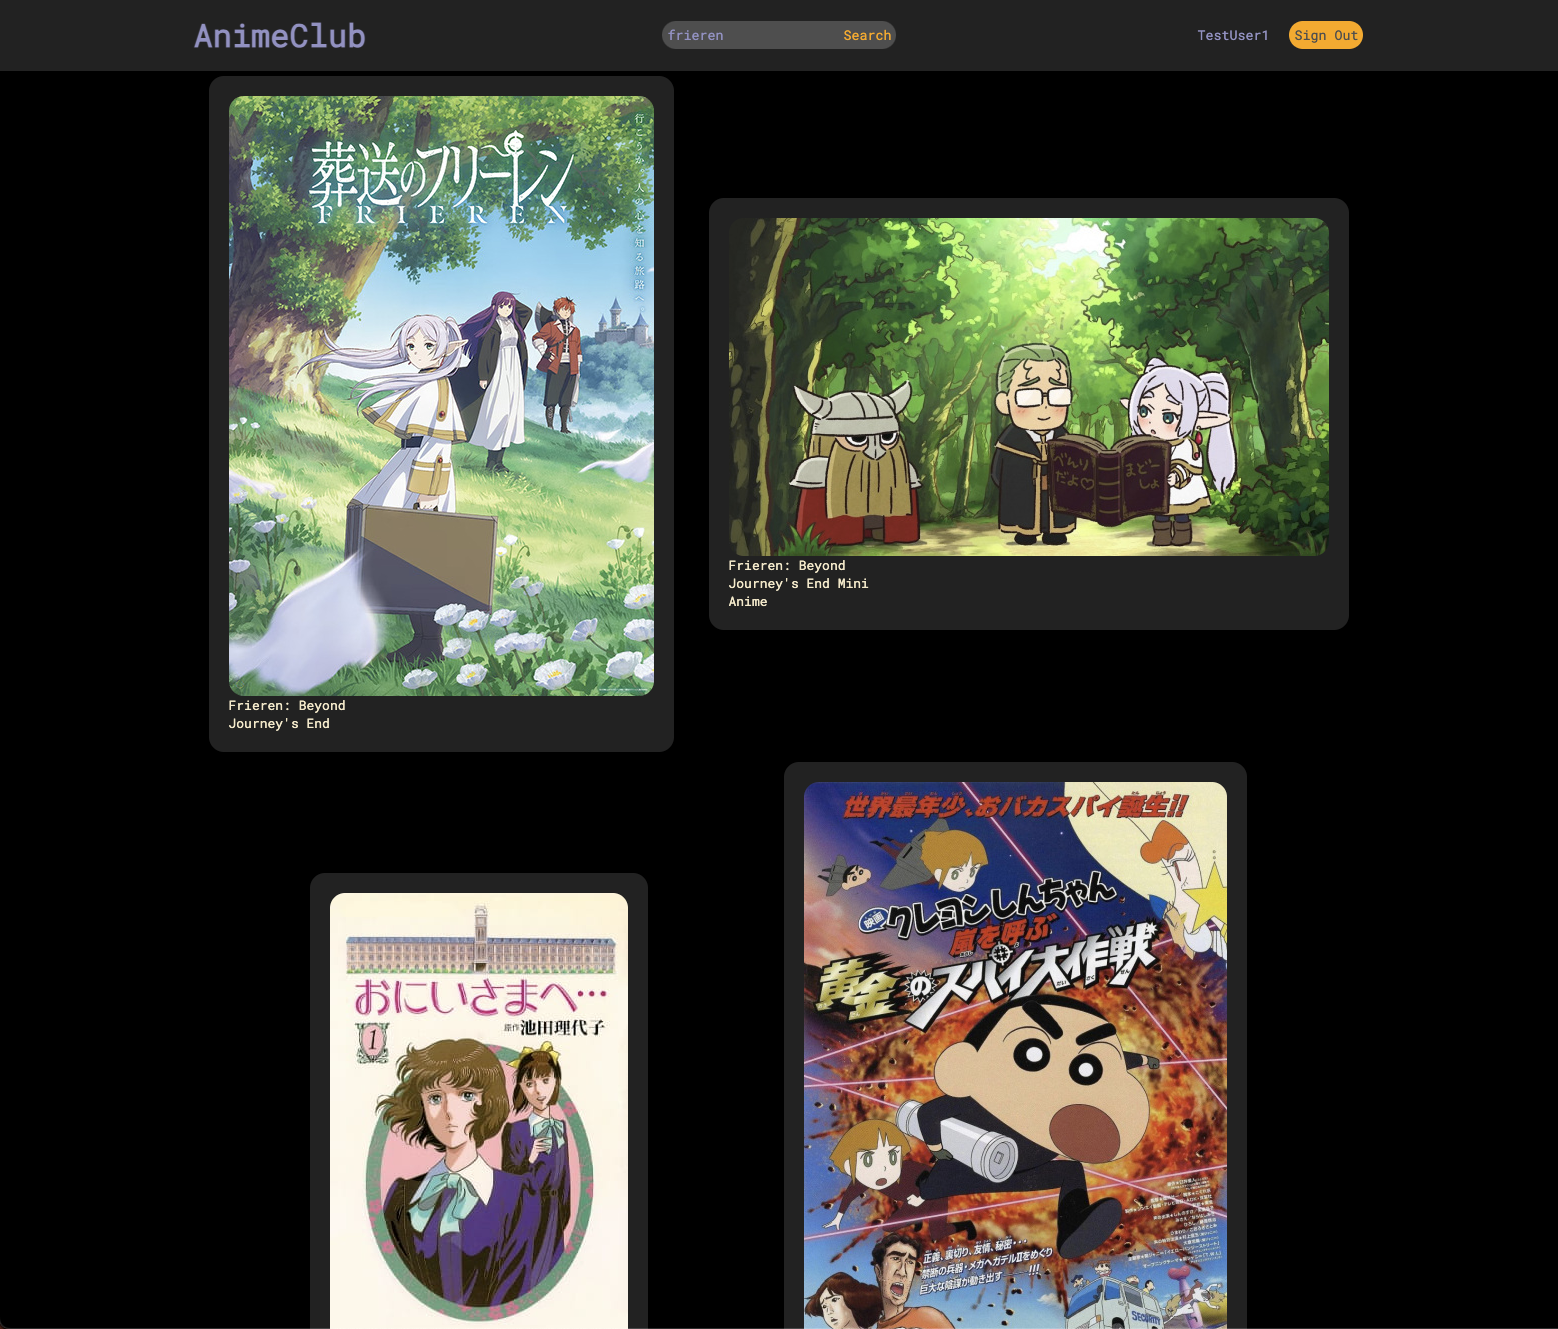 AnimeClub
frieren
Search
TestUser1
Sign Out
行こうか。人の心を知る旅路へ
葬送のフリーレン
FRIEREN
べんり
だよ♡
まどー
しょ
Frieren: Beyond
Journey's End Mini
Anime
Frieren: Beyond
Journey's End
世界最年少、おバカスパイ誕生!!
映画
クレヨンしんちゃん
嵐を呼ぶ
黄金のスパイ大作戦
おにいさまへ…
原作 池田理代子
1
正義、裏切り、友情、秘密・・・
禁断の兵器・メガヘガデルⅡをめぐり
巨大な陰謀が動き出す――!!!
SECURITY